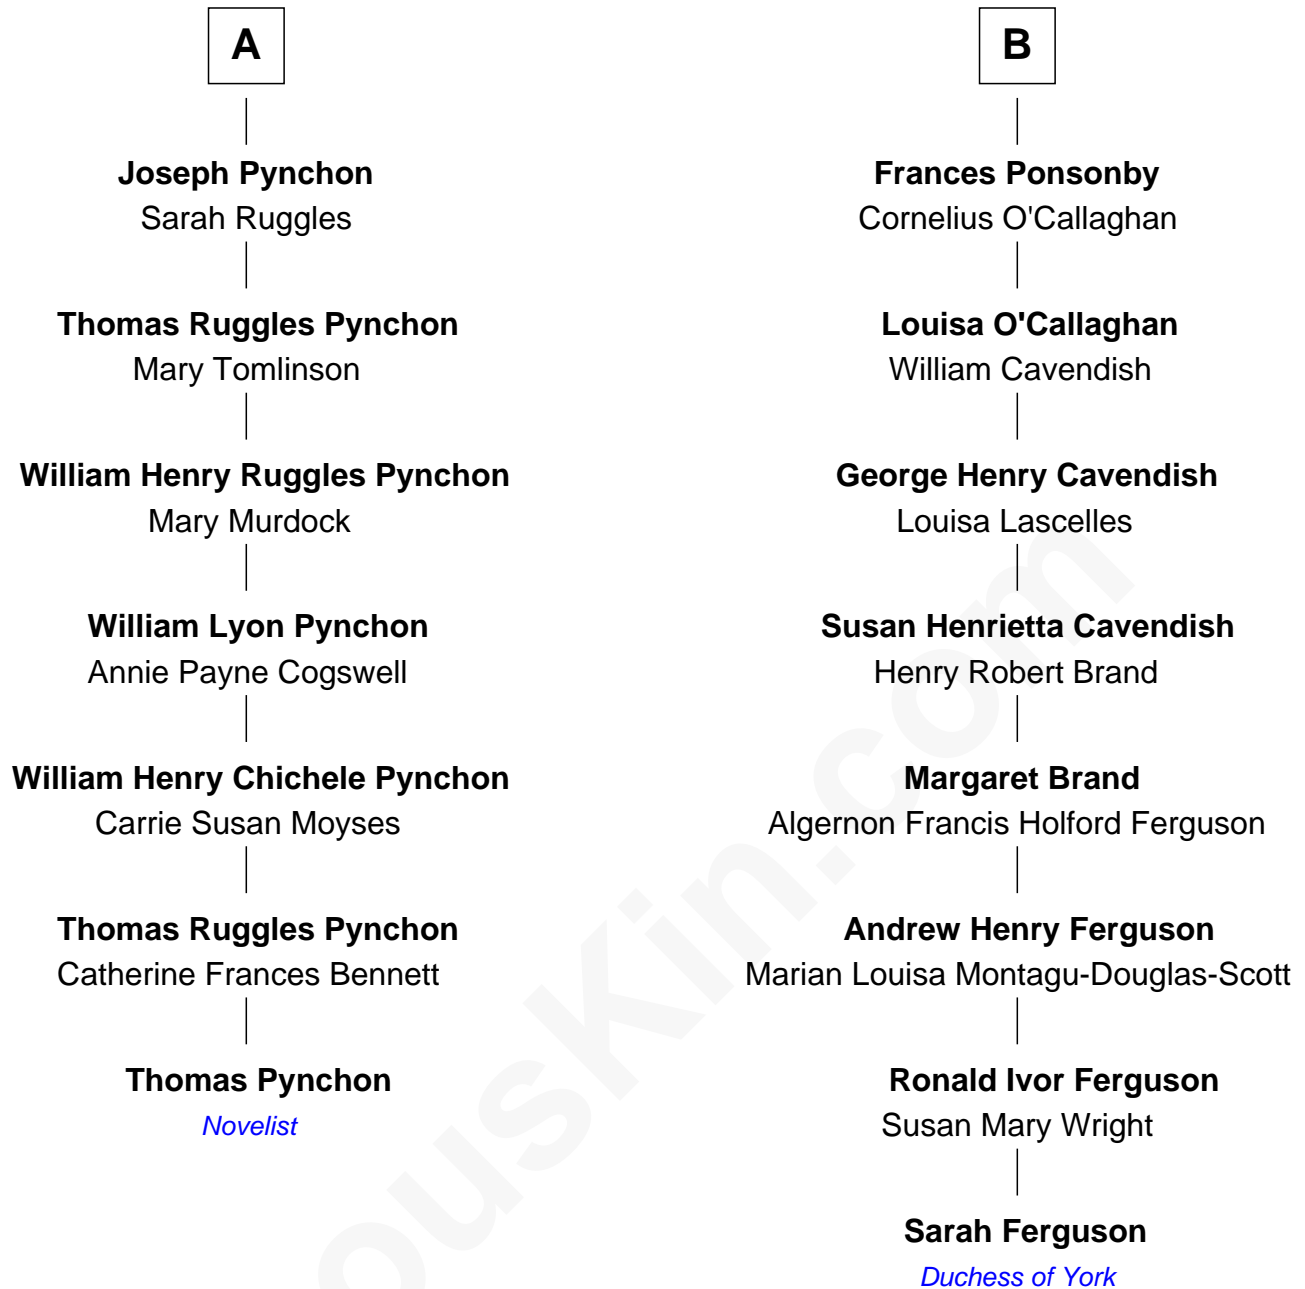 A
Joseph Pynchon
Sarah Ruggles
Thomas Ruggles Pynchon
Mary Tomlinson
William Henry Ruggles Pynchon
Mary Murdock
William Lyon Pynchon
Annie Payne Cogswell
William Henry Chichele Pynchon
Carrie Susan Moyses
Thomas Ruggles Pynchon
Catherine Frances Bennett
Thomas Pynchon
Novelist
B
Frances Ponsonby
Cornelius O'Callaghan
Louisa O'Callaghan
William Cavendish
George Henry Cavendish
Louisa Lascelles
Susan Henrietta Cavendish
Henry Robert Brand
Margaret Brand
Algernon Francis Holford Ferguson
Andrew Henry Ferguson
Marian Louisa Montagu-Douglas-Scott
Ronald Ivor Ferguson
Susan Mary Wright
Sarah Ferguson
Duchess of York
ousKin.com